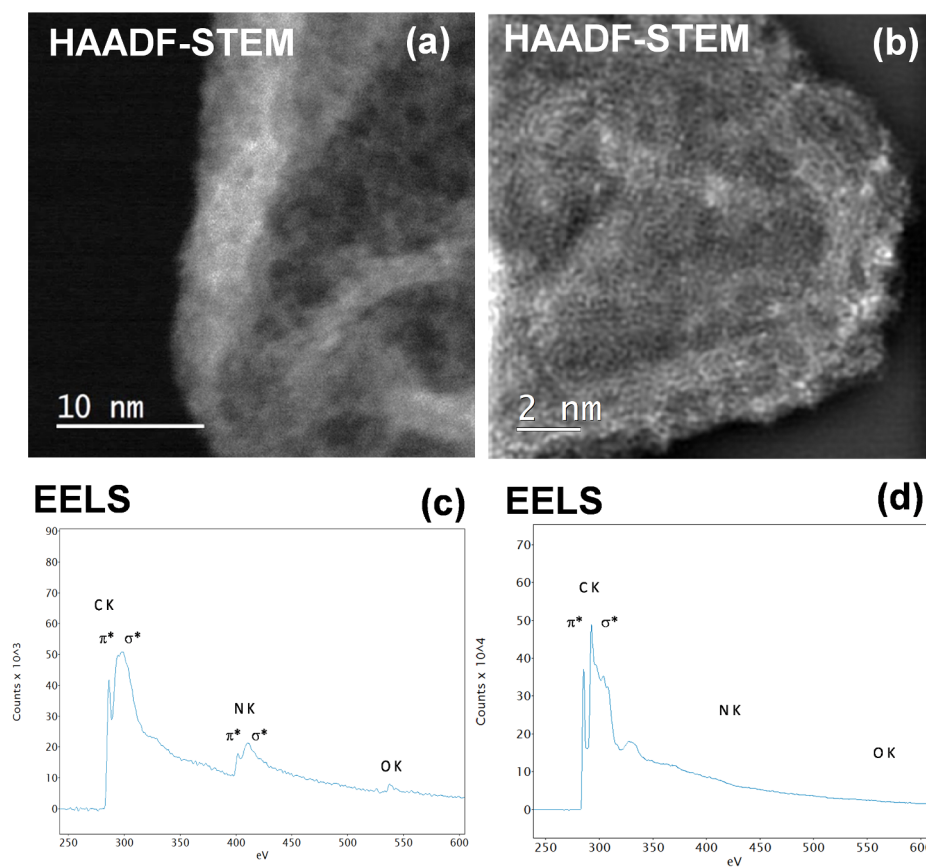 HAADF-STEM (a)
10 nm
HAADF-STEM (b)
2 nm
EELS (c)
90
80
70
60
50
40
30
20
10
0
Counts x 10^3
C K
π* σ*
N K
π* σ*
O K
250 300 350 400 450 500 550 600
eV
EELS (d)
70
60
50
40
30
20
10
0
Counts x 10^4
C K
π* σ*
N K
O K
250 300 350 400 450 500 550 600
eV